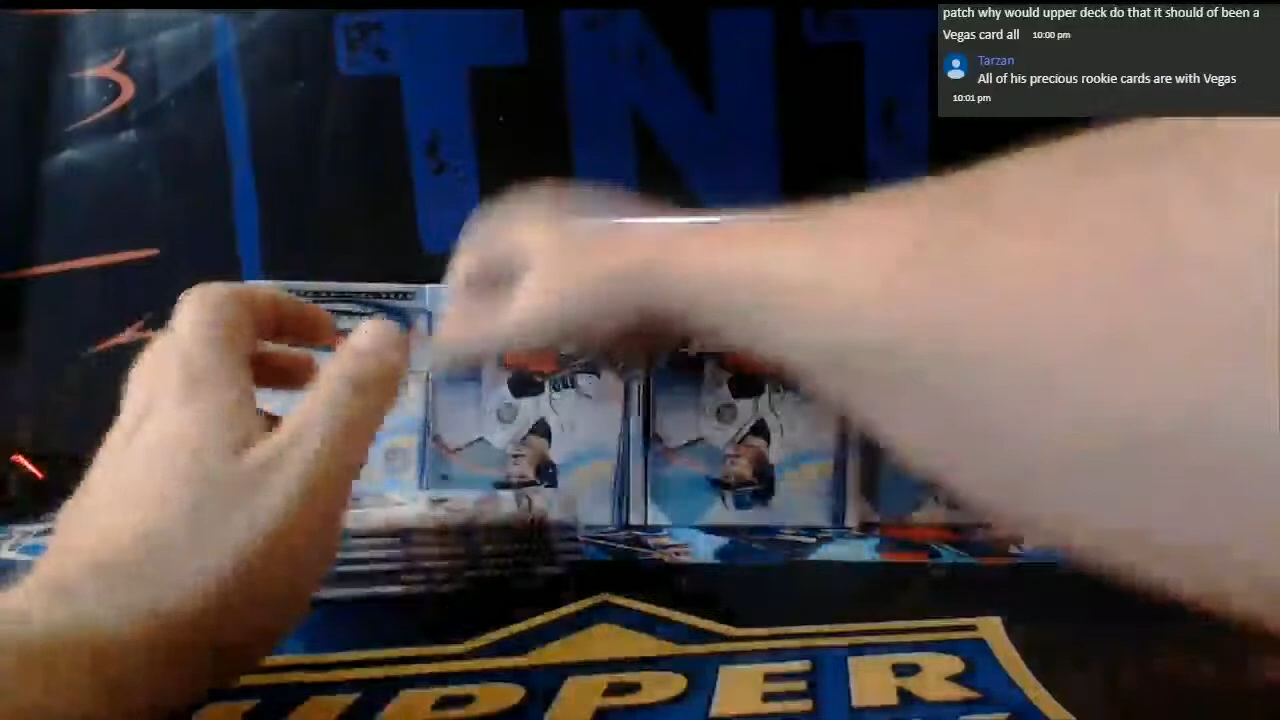 patch why would upper deck do that it should of been a
Vegas card all 10:00 pm
Tarzan
All of his precious rookie cards are with Vegas
10:01 pm
TNT
UPPER